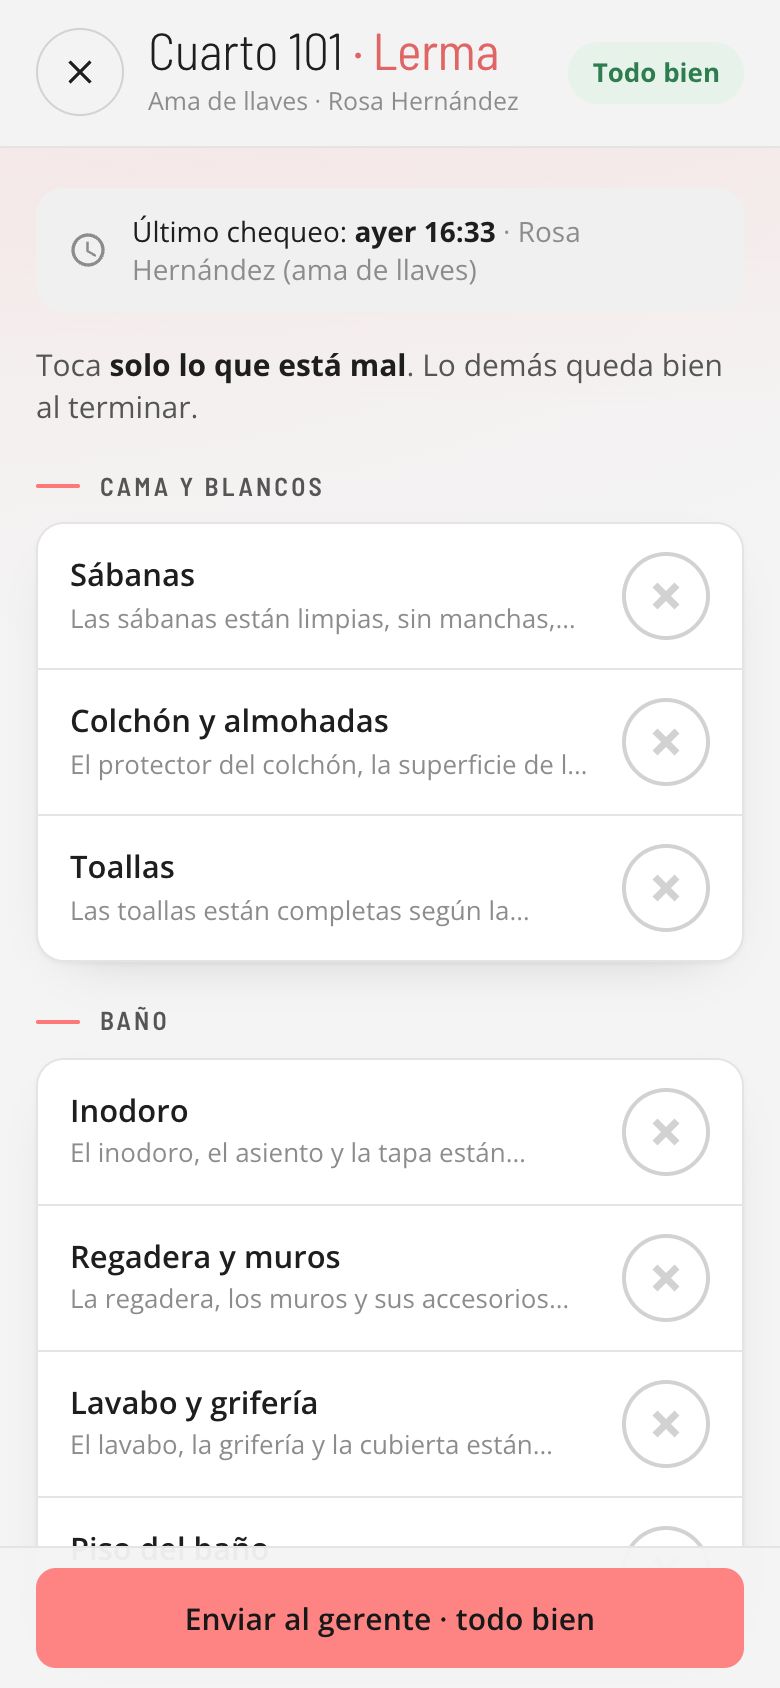 Cuarto 101 · Lerma
Ama de llaves · Rosa Hernández
Todo bien
Último chequeo: ayer 16:33 · Rosa
Hernández (ama de llaves)
Toca solo lo que está mal. Lo demás queda bien
al terminar.
CAMA Y BLANCOS
Sábanas
Las sábanas están limpias, sin manchas,...
Colchón y almohadas
El protector del colchón, la superficie de l...
Toallas
Las toallas están completas según la...
BAÑO
Inodoro
El inodoro, el asiento y la tapa están...
Regadera y muros
La regadera, los muros y sus accesorios...
Lavabo y grifería
El lavabo, la grifería y la cubierta están...
Piso del baño
Enviar al gerente · todo bien